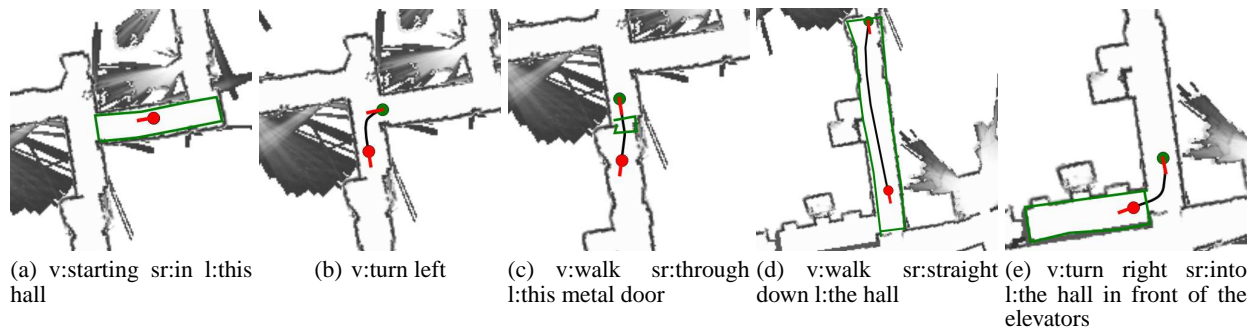 (a) v:starting sr:in l:this
hall
(b) v:turn left
(c) v:walk sr:through
l:this metal door
(d) v:walk sr:straight
down l:the hall
(e) v:turn right sr:into
l:the hall in front of the
elevators